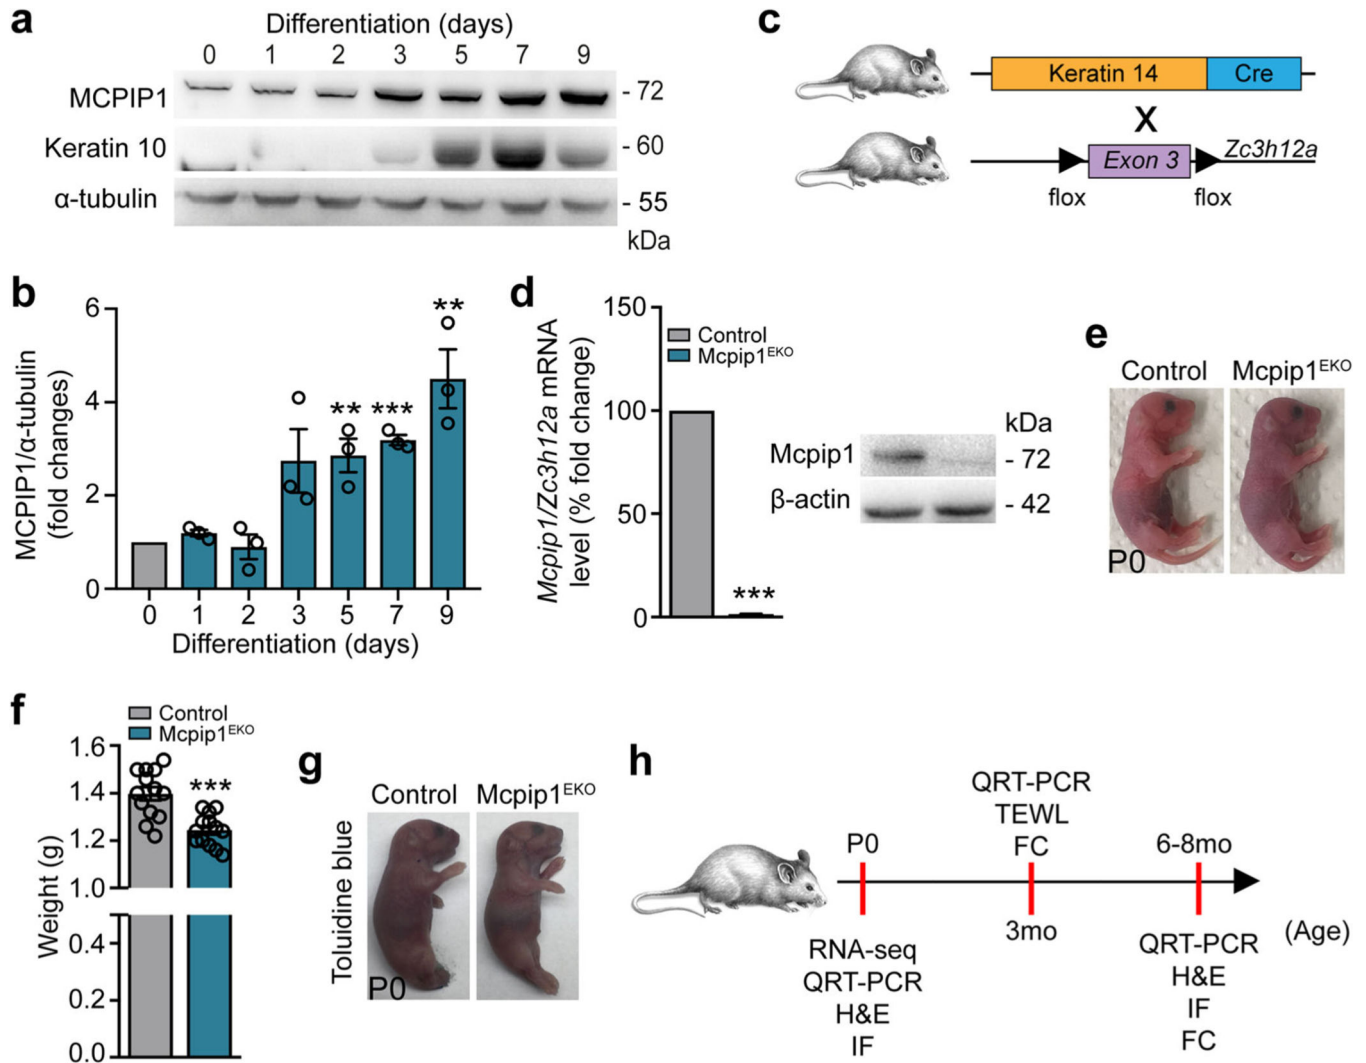 a
Differentiation (days)
0 1 2 3 5 7 9
MCPIP1
- 72
Keratin 10
- 60
α-tubulin
- 55
kDa
b
MCPIP1/α-tubulin
(fold changes)
6
4
2
0
** *** **
0 1 2 3 5 7 9
Differentiation (days)
c
Keratin 14 Cre
X
Exon 3 Zc3h12a
flox flox
d
Mcpip1/Zc3h12a mRNA
level (% fold change)
150
100
50
0
Control
Mcpip1EKO
***
kDa
Mcpip1 - 72
β-actin - 42
e
Control Mcpip1EKO
P0
f
Control
Mcpip1EKO
Weight (g)
1.6
1.4
1.2
1.0
0.4
0.2
0.0
***
g
Control Mcpip1EKO
Toluidine blue
P0
h
QRT-PCR
TEWL
FC
P0 6-8mo
3mo (Age)
RNA-seq
QRT-PCR
H&E
IF
QRT-PCR
H&E
IF
FC